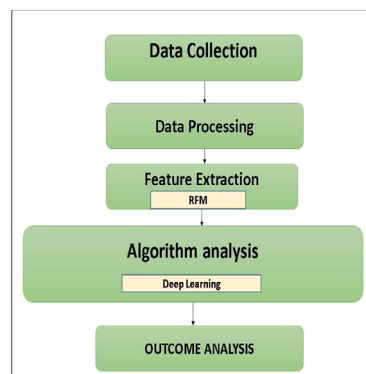 Data Collection
Data Processing
Feature Extraction
RFM
Algorithm analysis
Deep Learning
OUTCOME ANALYSIS